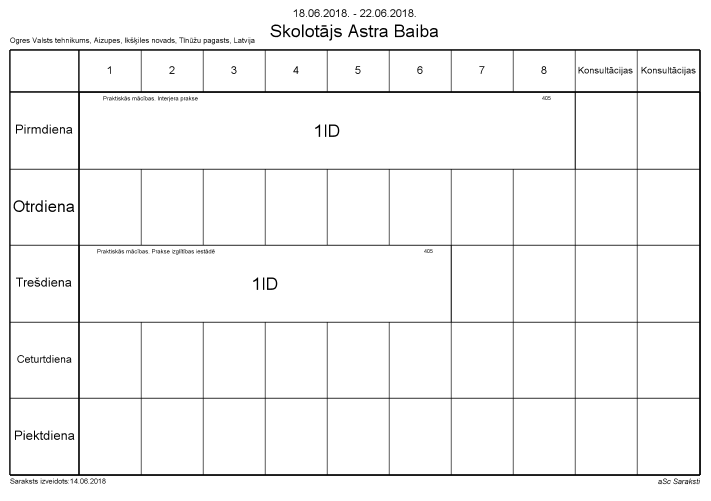 18.06.2018. - 22.06.2018.
Skolotājs Astra Baiba
Ogres Valsts tehnikums, Aizupes, Ikšķiles novads, Tīnūžu pagasts, Latvija
1 2 3 4 5 6 7 8 Konsultācijas Konsultācijas
Praktiskās mācības. Interjera prakse 405
Pirmdiena 1ID
Otrdiena
Praktiskās mācības. Prakse izglītības iestādē 405
Trešdiena 1ID
Ceturtdiena
Piektdiena
Saraksts izveidots:14.06.2018 aSc Saraksti